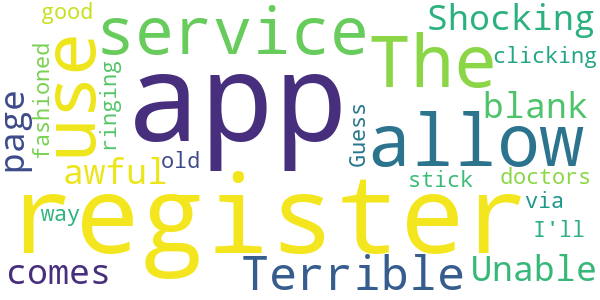 good
service
Shocking
use
The
clicking
app
page
fashioned
ringing
blank
Guess
allow
awful
old
register
stick
doctors
way
via
I'll
comes
Terrible
Unable